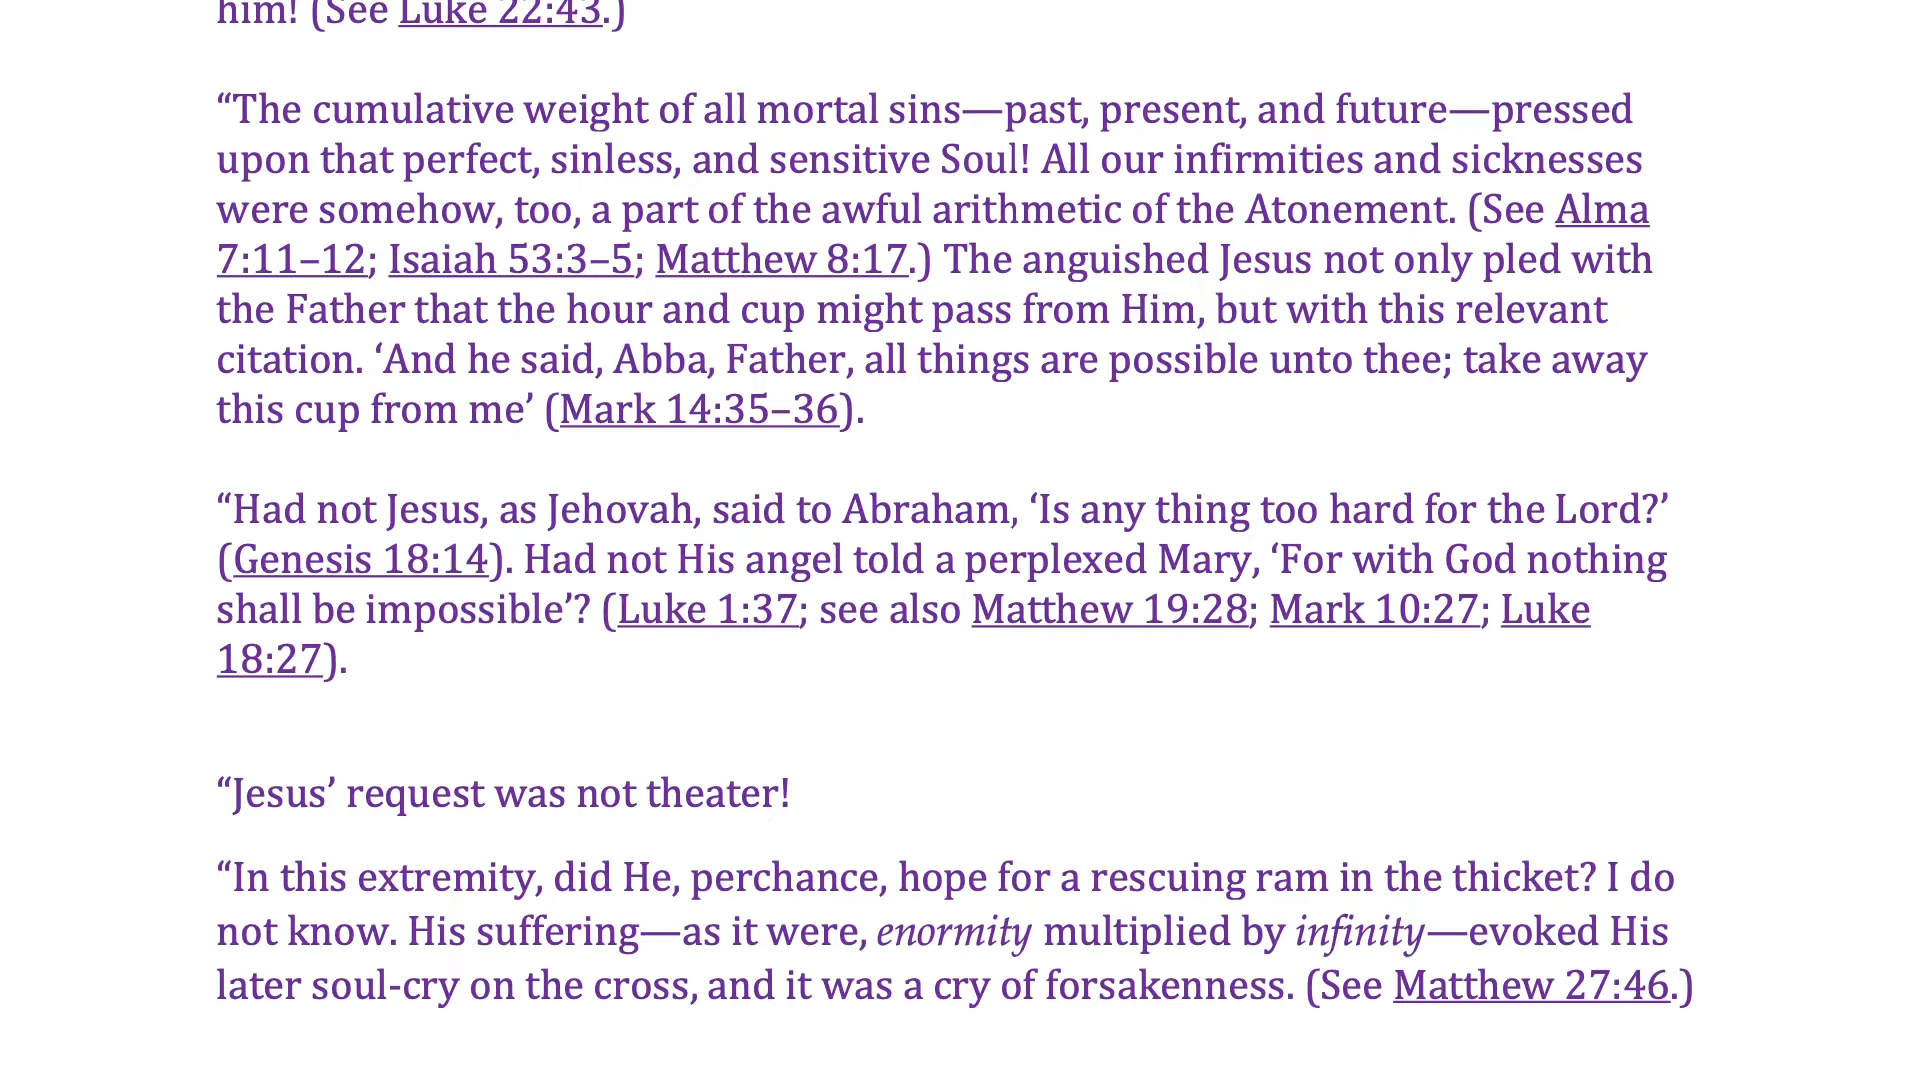 him! (See Luke 22:43.)
“The cumulative weight of all mortal sins—past, present, and future—pressed
upon that perfect, sinless, and sensitive Soul! All our infirmities and sicknesses
were somehow, too, a part of the awful arithmetic of the Atonement. (See Alma
7:11–12; Isaiah 53:3–5; Matthew 8:17.) The anguished Jesus not only pled with
the Father that the hour and cup might pass from Him, but with this relevant
citation. ‘And he said, Abba, Father, all things are possible unto thee; take away
this cup from me’ (Mark 14:35–36).
“Had not Jesus, as Jehovah, said to Abraham, ‘Is any thing too hard for the Lord?’
(Genesis 18:14). Had not His angel told a perplexed Mary, ‘For with God nothing
shall be impossible’? (Luke 1:37; see also Matthew 19:28; Mark 10:27; Luke
18:27).
“Jesus’ request was not theater!
“In this extremity, did He, perchance, hope for a rescuing ram in the thicket? I do
not know. His suffering—as it were, enormity multiplied by infinity—evoked His
later soul-cry on the cross, and it was a cry of forsakenness. (See Matthew 27:46.)